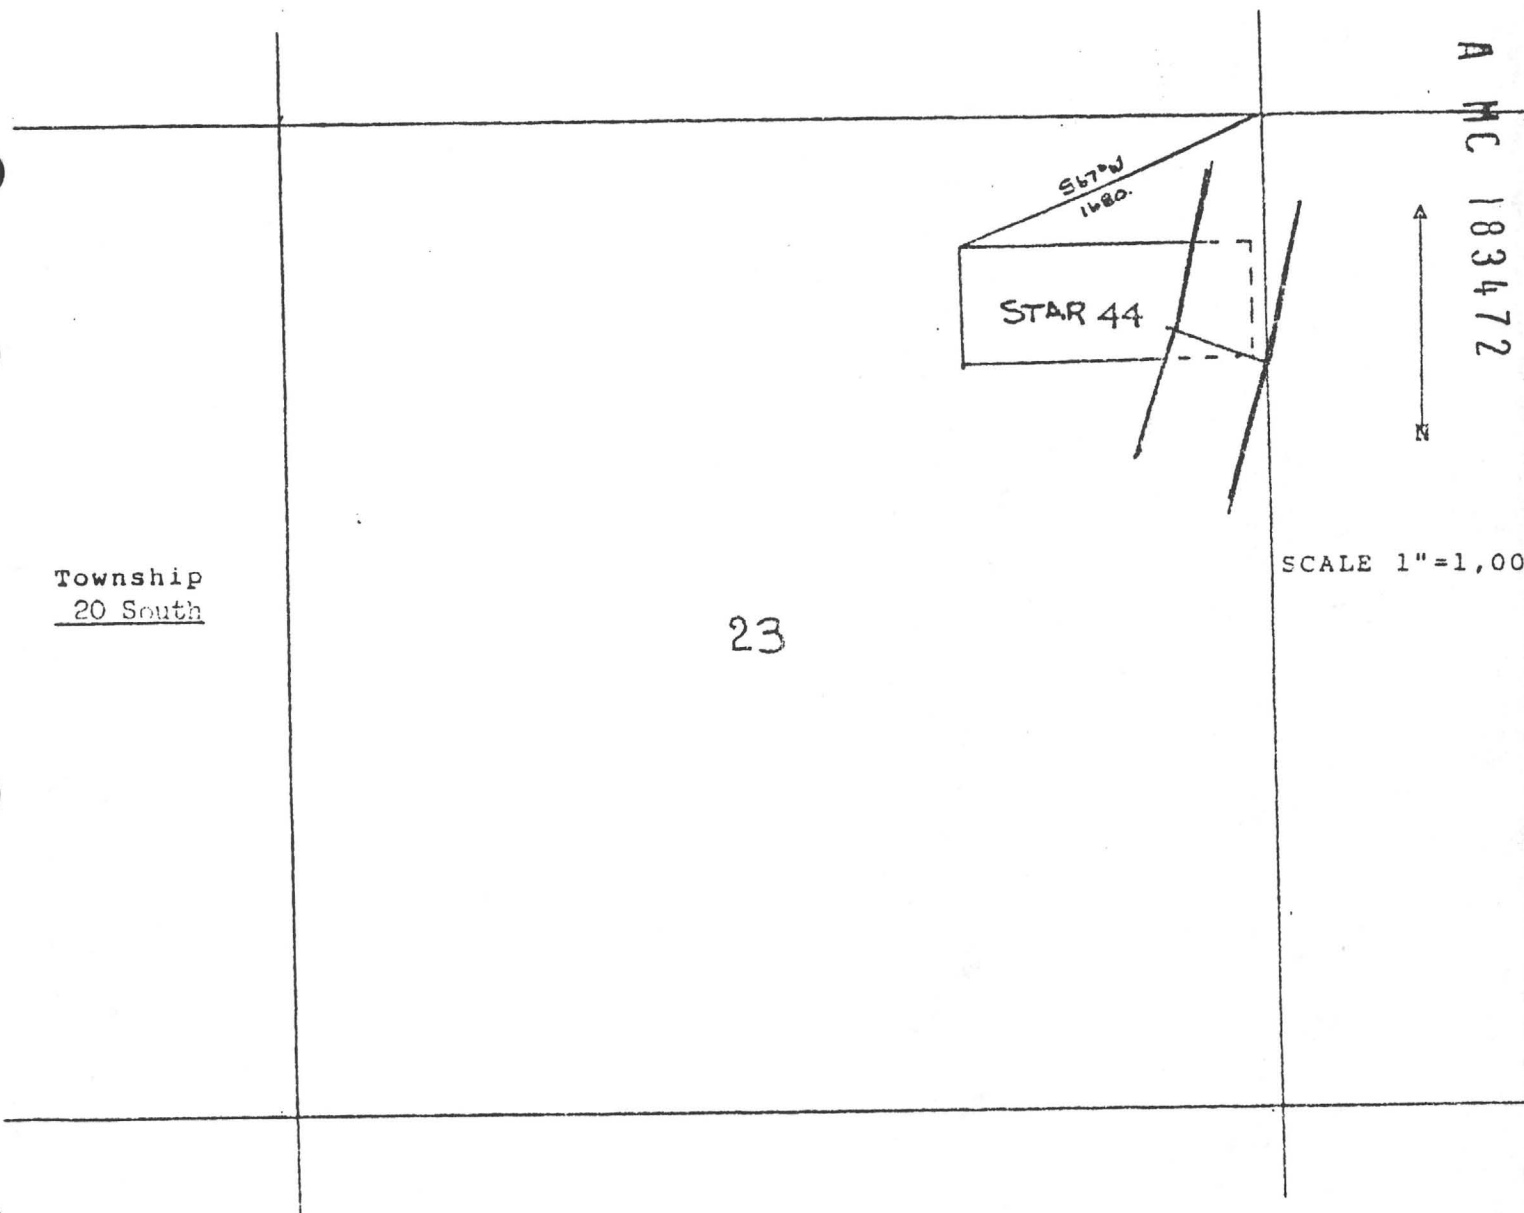 A MC 183472
S67°W
1680.
STAR 44
N
Township
20 South
SCALE 1"=1,00
23